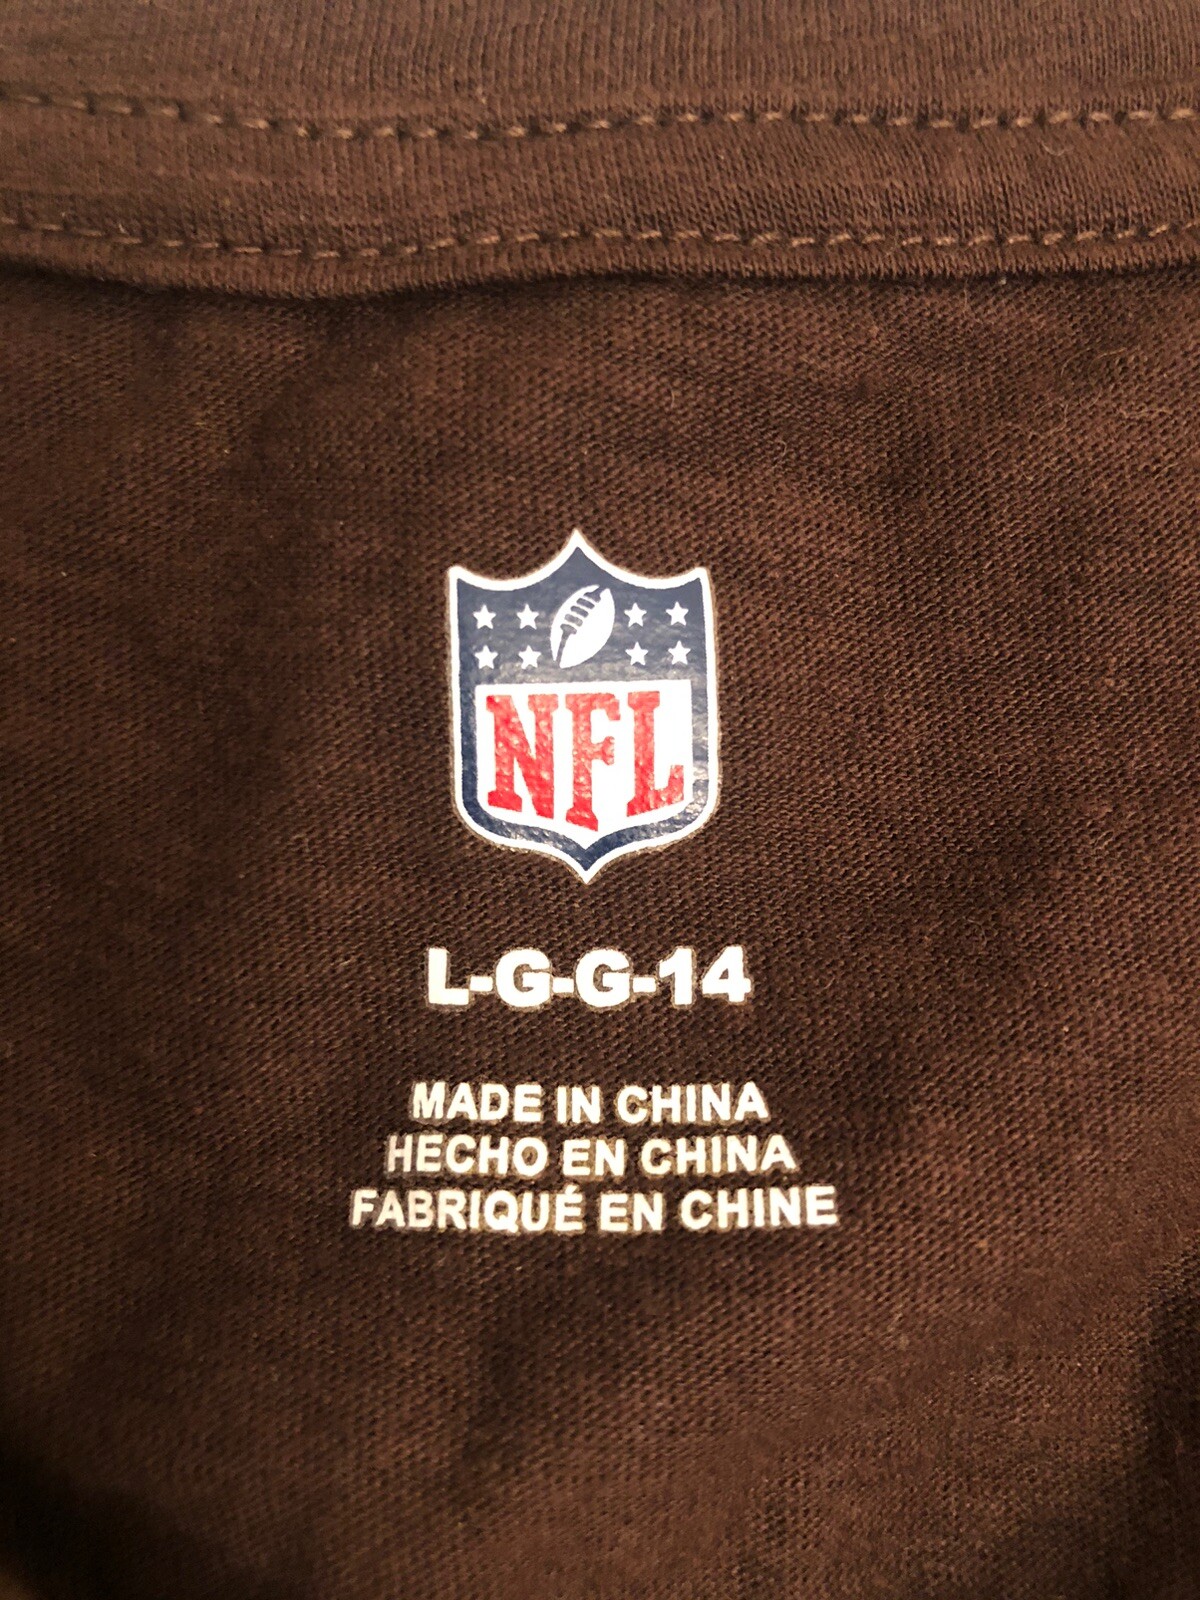 NFL
L-G-G-14
MADE IN CHINA
HECHO EN CHINA
FABRIQUÉ EN CHINE